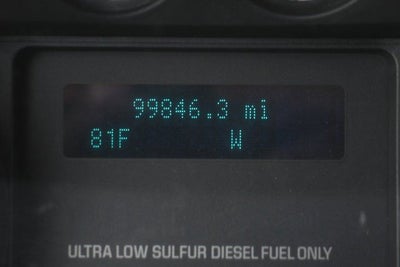 99846.3 mi
81F W
ULTRA LOW SULFUR DIESEL FUEL ONLY